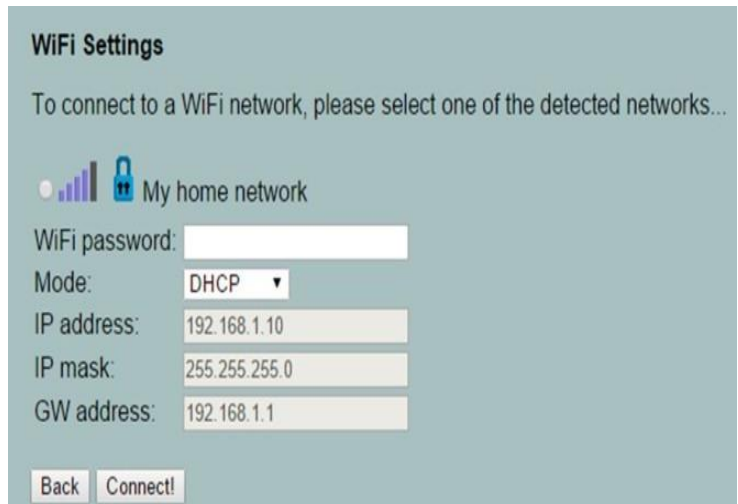 WiFi Settings
To connect to a WiFi network, please select one of the detected networks...
My home network
WiFi password:
Mode: DHCP
IP address: 192.168.1.10
IP mask: 255.255.255.0
GW address: 192.168.1.1
Back Connect!